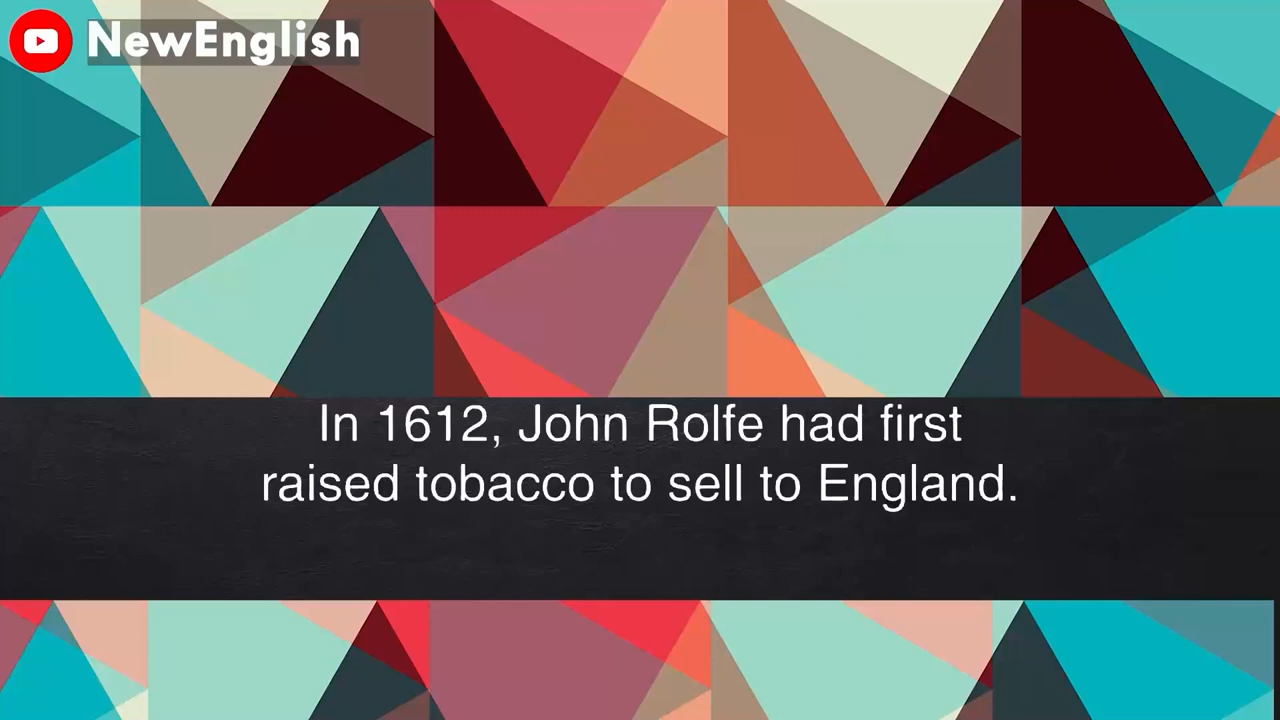 NewEnglish
In 1612, John Rolfe had first
raised tobacco to sell to England.